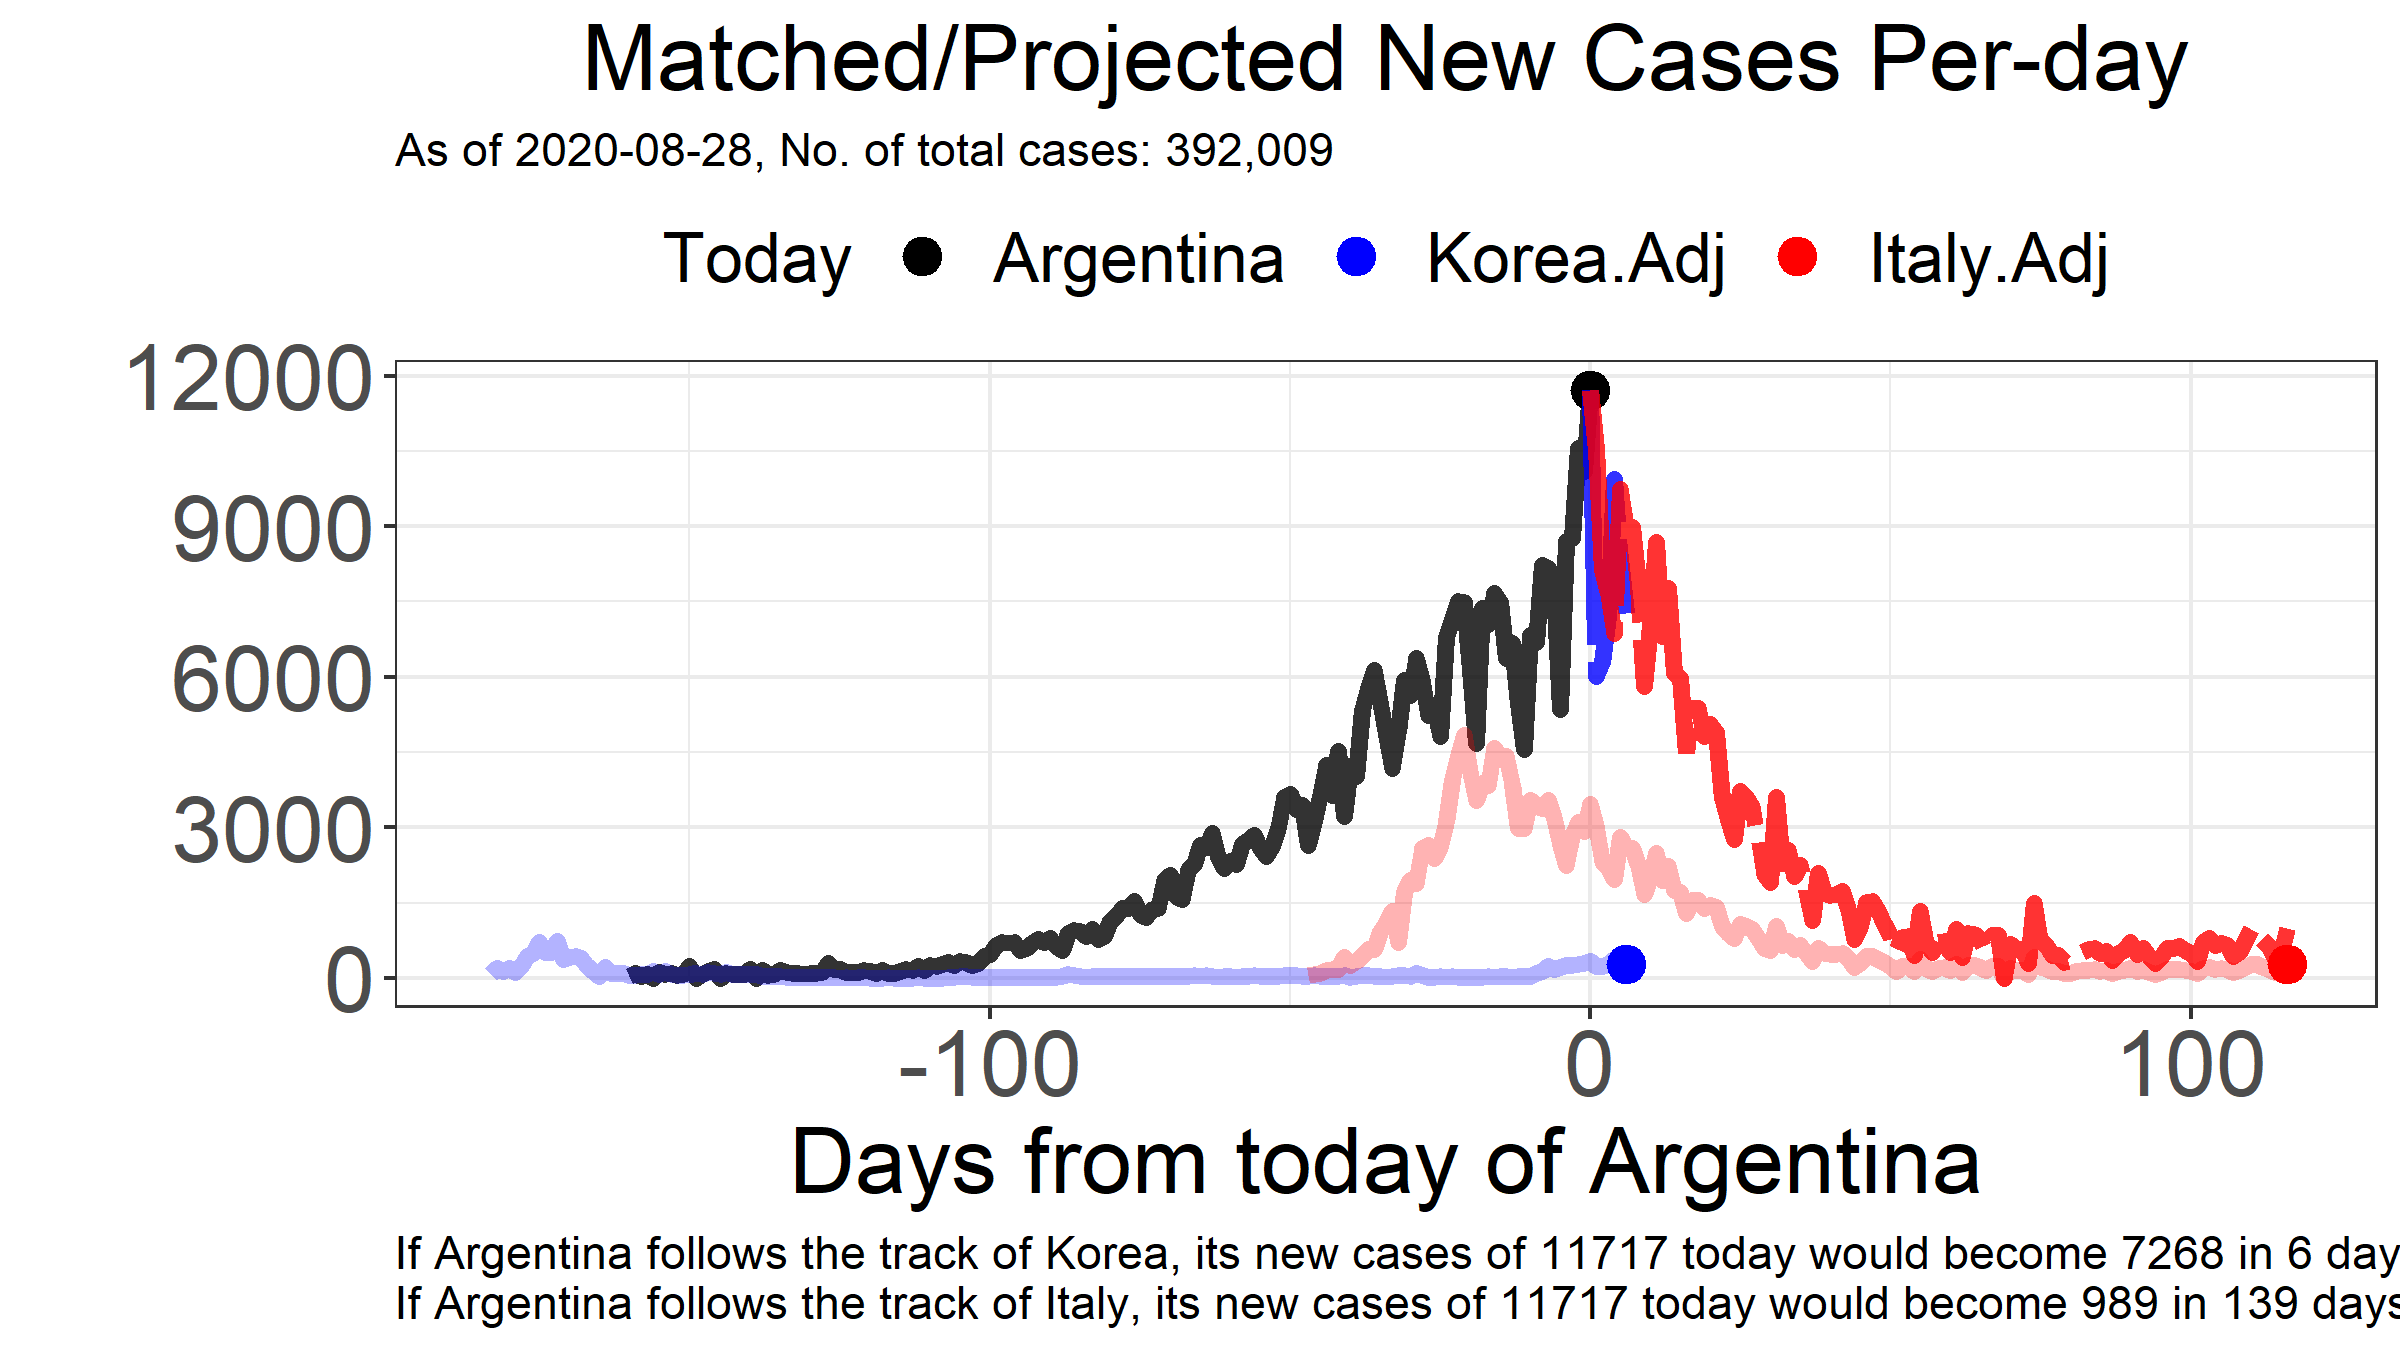 Matched/Projected New Cases Per-day
As of 2020-08-28, No. of total cases: 392,009
Today Argentina Korea.Adj Italy.Adj
12000
9000
6000
3000
0
-100 0 100
Days from today of Argentina
If Argentina follows the track of Korea, its new cases of 11717 today would become 7268 in 6 day
If Argentina follows the track of Italy, its new cases of 11717 today would become 989 in 139 days